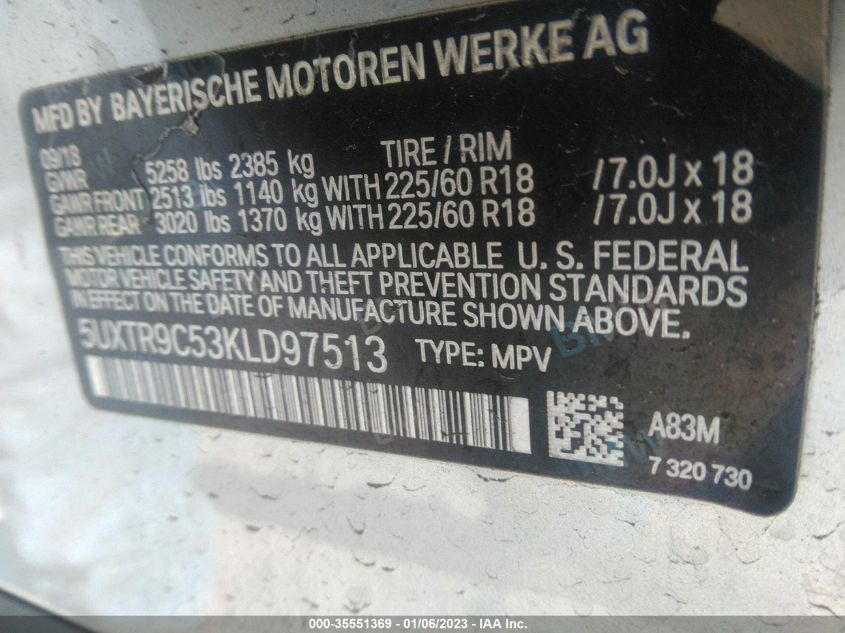 MFD BY BAYERISCHE MOTOREN WERKE AG
09/18 TIRE / RIM
GVWR 5258 lbs 2385 kg
GAWR FRONT 2513 lbs 1140 kg WITH 225/60 R18 /7.0J x 18
GAWR REAR 3020 lbs 1370 kg WITH 225/60 R18 /7.0J x 18
THIS VEHICLE CONFORMS TO ALL APPLICABLE U. S. FEDERAL
MOTOR VEHICLE SAFETY AND THEFT PREVENTION STANDARDS
IN EFFECT ON THE DATE OF MANUFACTURE SHOWN ABOVE.
5UXTR9C53KLD97513 TYPE: MPV
A83M
7 320 730
000-35551369 - 01/06/2023 - IAA Inc.